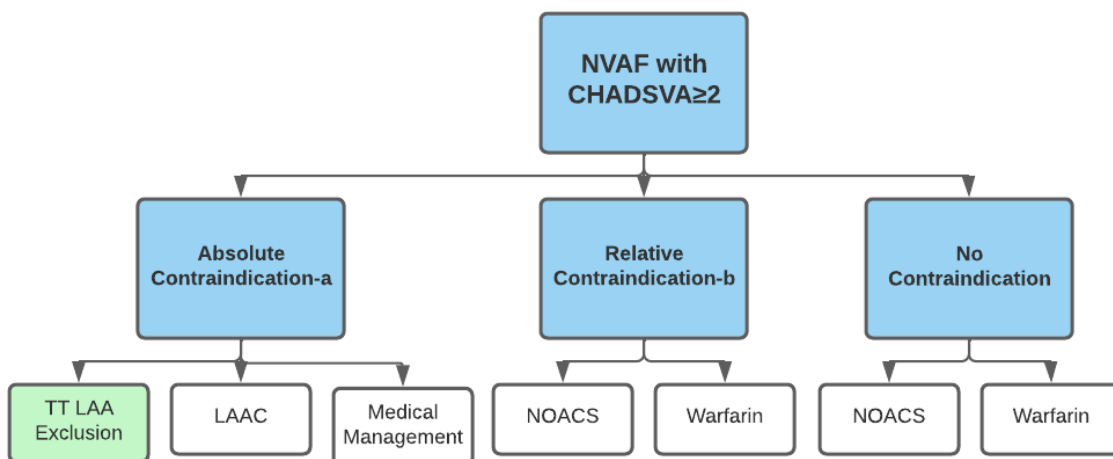 NVAF with
CHADSVA≥2
Absolute
Contraindication-a
Relative
Contraindication-b
No
Contraindication
TT LAA
Exclusion
LAAC
Medical
Management
NOACS
Warfarin
NOACS
Warfarin